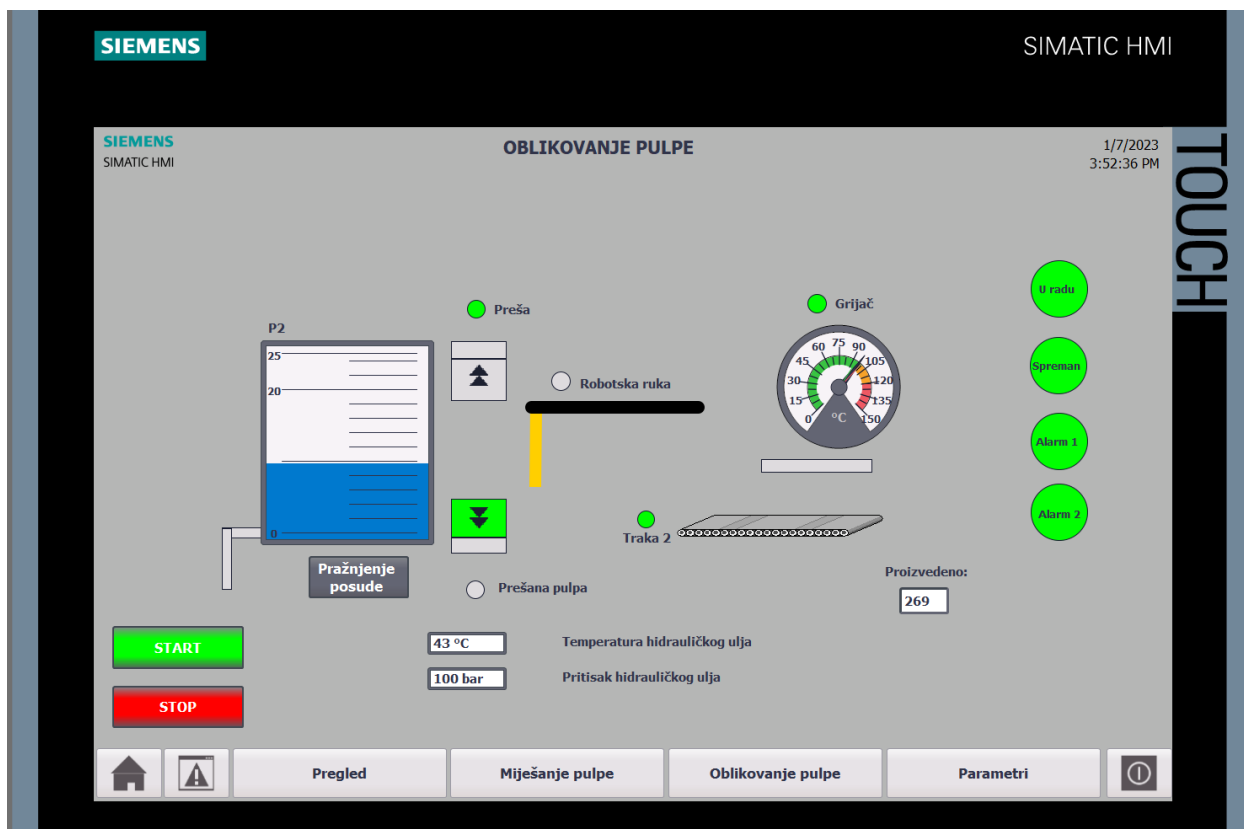 SIEMENS
SIMATIC HMI
TOUCH
SIEMENS
SIMATIC HMI
OBLIKOVANJE PULPE
1/7/2023
3:52:36 PM
U radu
Spreman
Alarm 1
Alarm 2
Preša
Grijač
P2
25
20
0
Robotska ruka
0
15
30
45
60
75
90
105
120
135
150
°C
Traka 2
Pražnjenje
posude
Prešana pulpa
Proizvedeno:
269
START
STOP
43 °C
Temperatura hidrauličkog ulja
100 bar
Pritisak hidrauličkog ulja
Pregled
Miješanje pulpe
Oblikovanje pulpe
Parametri